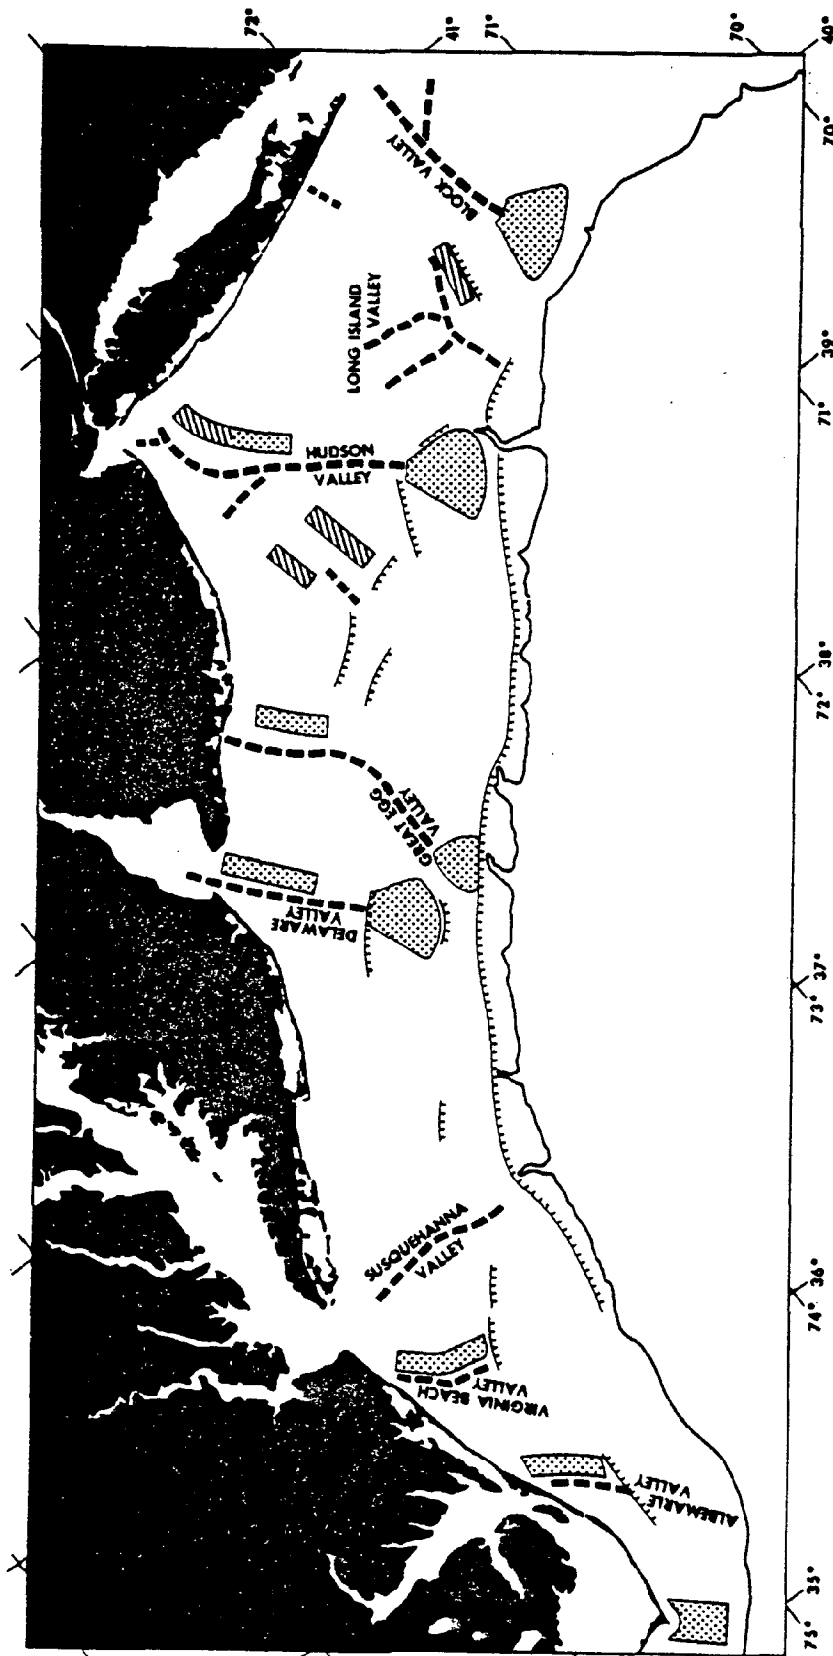 72°
41°
71°
70°
40°
70°
39°
71°
38°
72°
37°
73°
36°
74°
35°
75°
BLOCK VALLEY
LONG ISLAND
VALLEY
HUDSON
VALLEY
GREAT EGG
VALLEY
DELAWARE
VALLEY
SUSQUEHANNA
VALLEY
VIRGINIA BEACH
VALLEY
ALBEMARLE
VALLEY